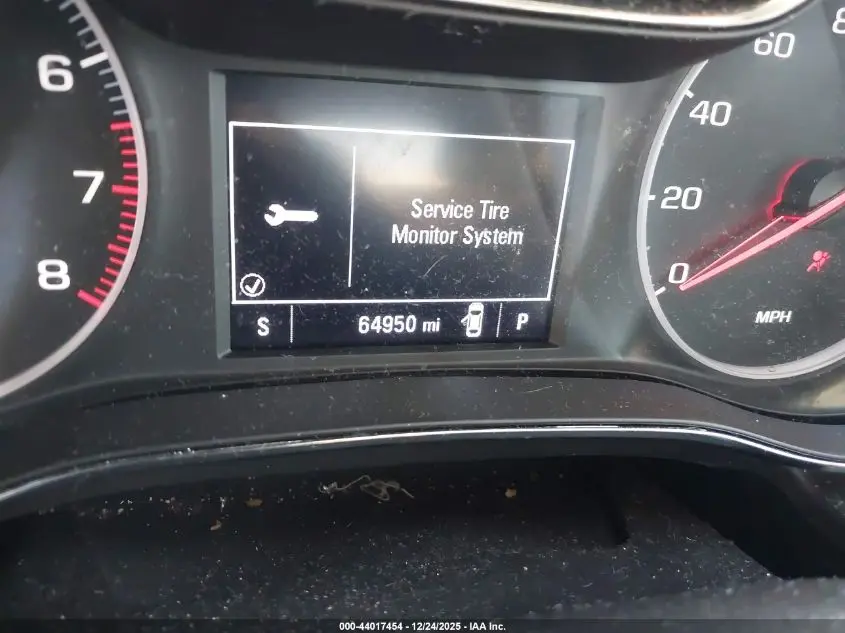 6
7
8
Service Tire
Monitor System
S
64950 mi
P
60
40
20
0
MPH
000-44017454 - 12/24/2025 - IAA Inc.